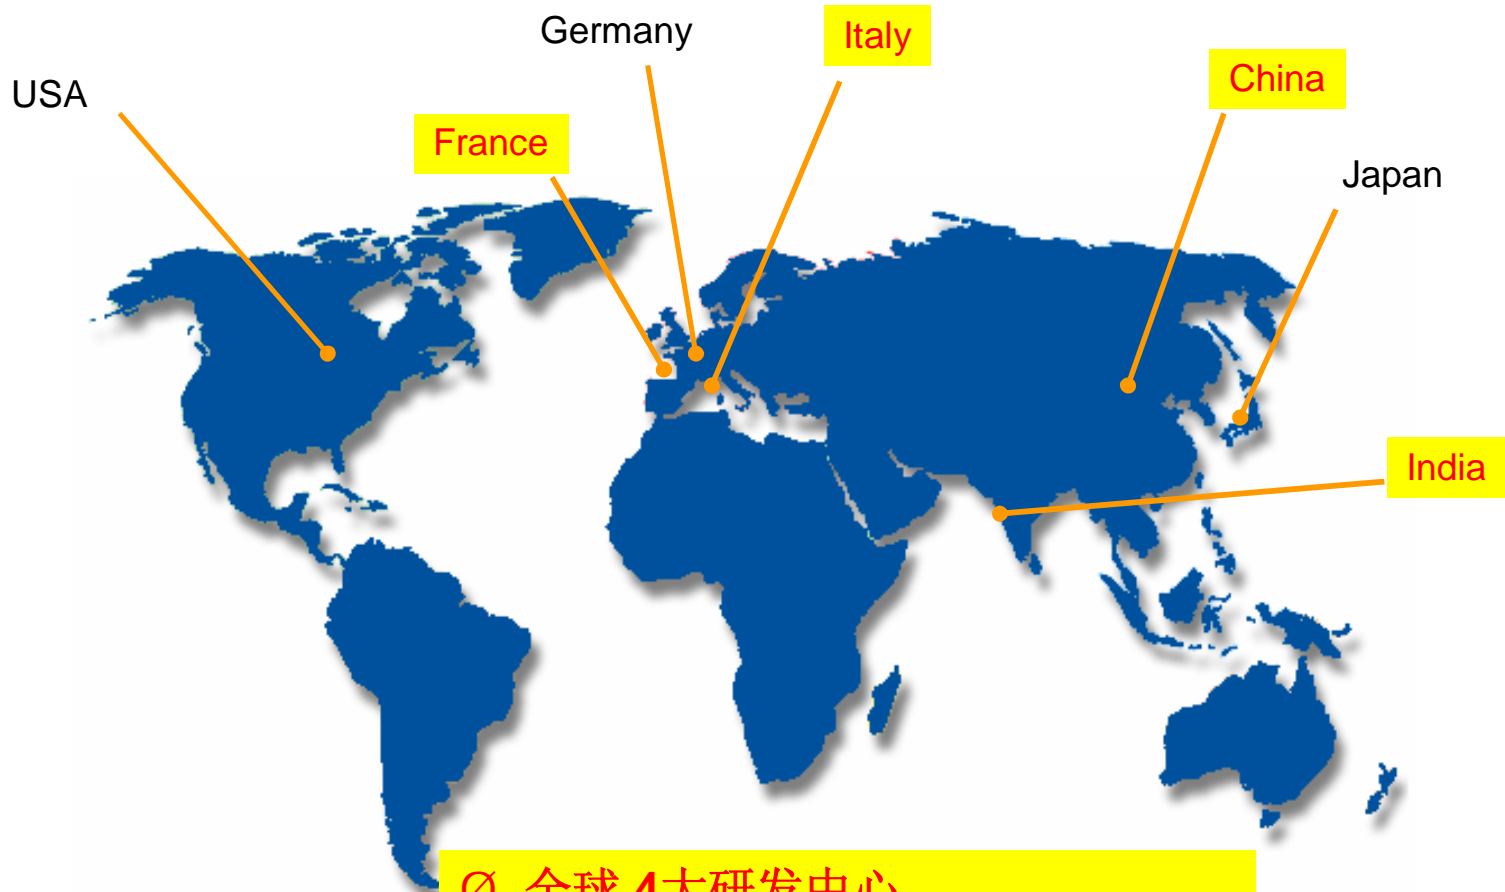 Germany
Italy
China
USA
France
Japan
India
Ø 全球 4大研发中心